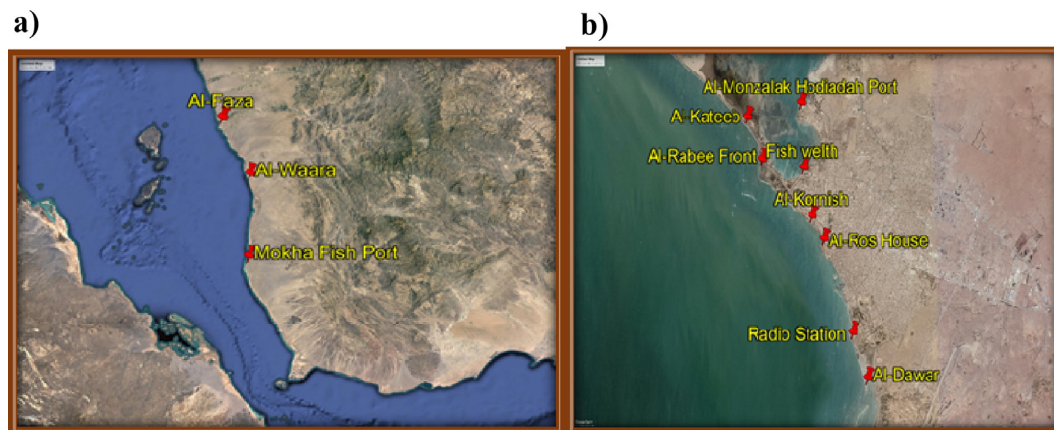 a)
b)
Al-Faza
Al-Waara
Mokha Fish Port
Al-Monzalak Hodiadah Port
Al-Kateeb
Al-Rabee Front
Fish welth
Al-Kornish
Al-Ros House
Radio Station
Al-Dawar